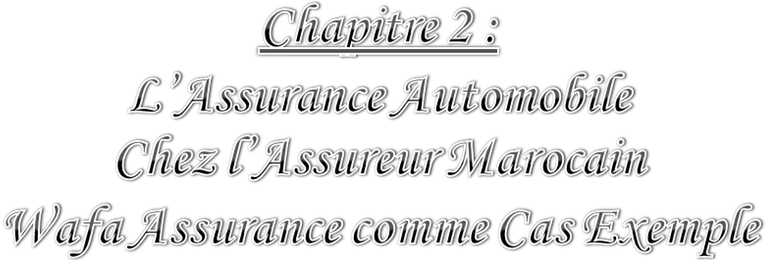 Chapitre 2 :
L’Assurance Automobile
Chez l’Assureur Marocain
Wafa Assurance comme Cas Exemple